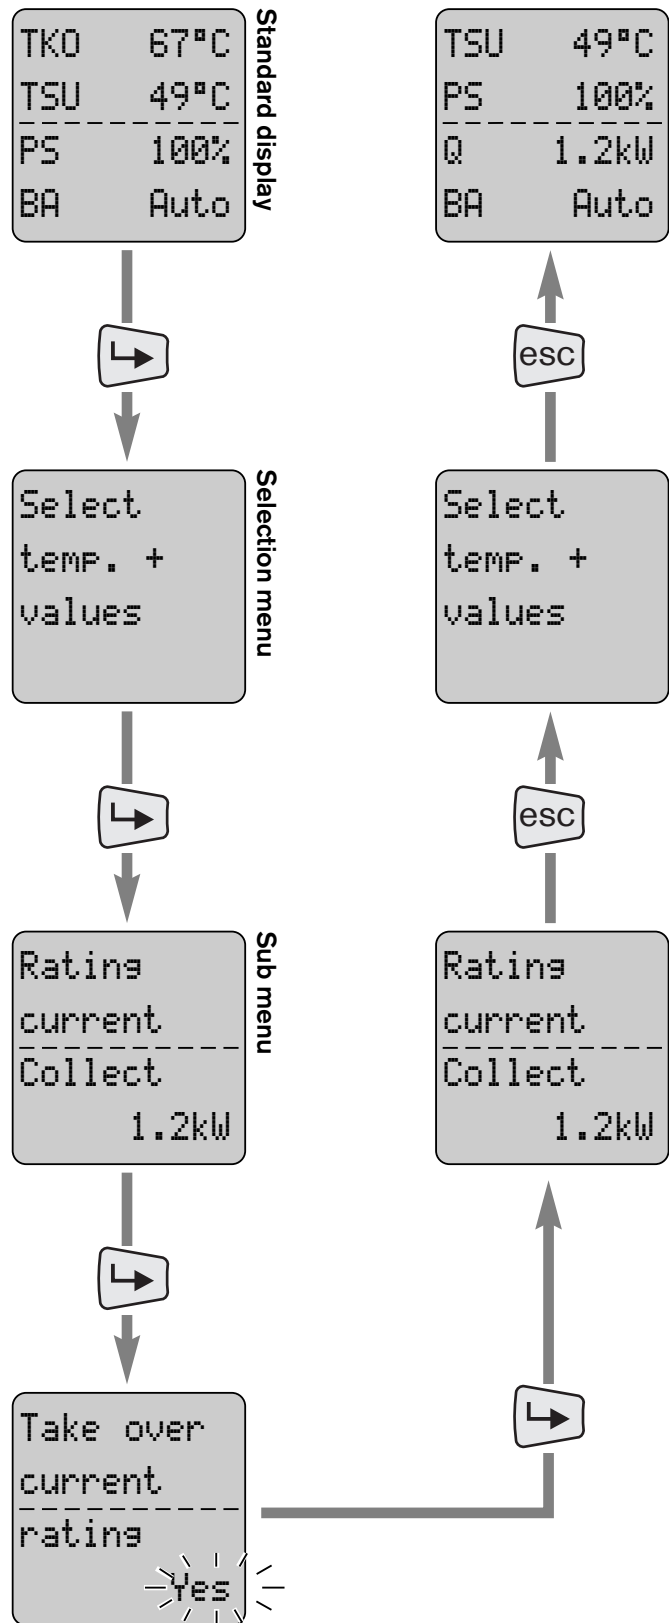 TKO 67°C
TSU 49°C
PS 100%
BA Auto
Standard display
Select
temp. +
values
Selection menu
Rating
current
Collect
1.2kW
Sub menu
Take over
current
rating
Yes
Rating
current
Collect
1.2kW
esc
Select
temp. +
values
esc
TSU 49°C
PS 100%
Q 1.2kW
BA Auto